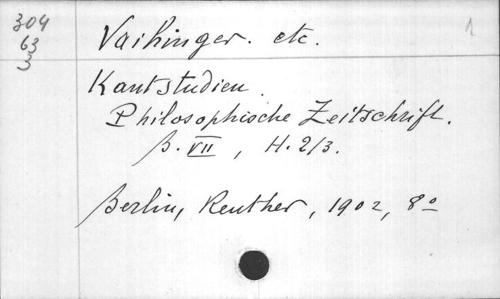 304
63
3
1
Vaihinger. etc.
Kantstudien.
Philosophische Zeitschrift.
B. VII, H. 2/3.
Berlin, Reuther, 1902, 8°